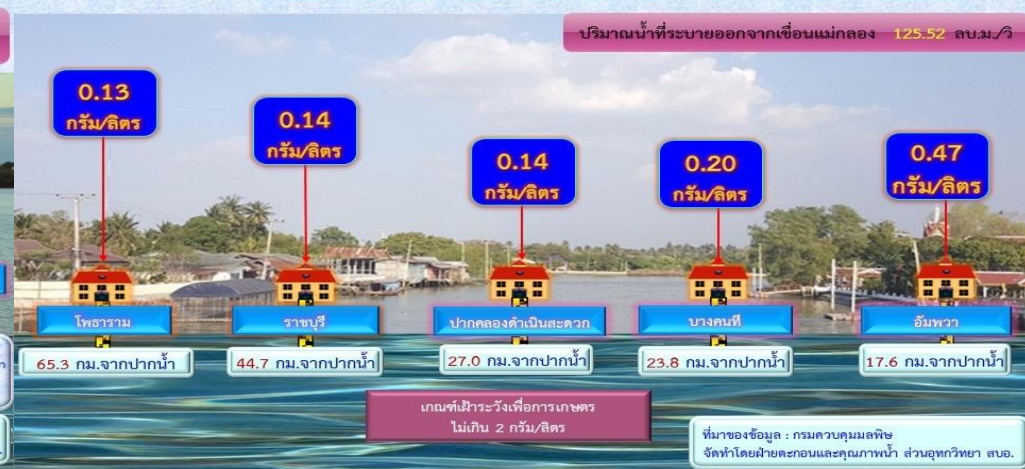 ปริมาณน้ำที่ระบายออกจากเขื่อนแม่กลอง 125.52 ลบ.ม./วิ
0.13
กรัม/ลิตร
0.14
กรัม/ลิตร
0.14
กรัม/ลิตร
0.20
กรัม/ลิตร
0.47
กรัม/ลิตร
โพธาราม
ราชบุรี
ปากคลองดำเนินสะดวก
บางคนที
อัมพวา
65.3 กม.จากปากน้ำ
44.7 กม.จากปากน้ำ
27.0 กม.จากปากน้ำ
23.8 กม.จากปากน้ำ
17.6 กม.จากปากน้ำ
เกณฑ์เฝ้าระวังเพื่อการเกษตร
ไม่เกิน 2 กรัม/ลิตร
ที่มาของข้อมูล : กรมควบคุมมลพิษ
จัดทำโดยฝ่ายตะกอนและคุณภาพน้ำ ส่วนอุทกวิทยา สบอ.